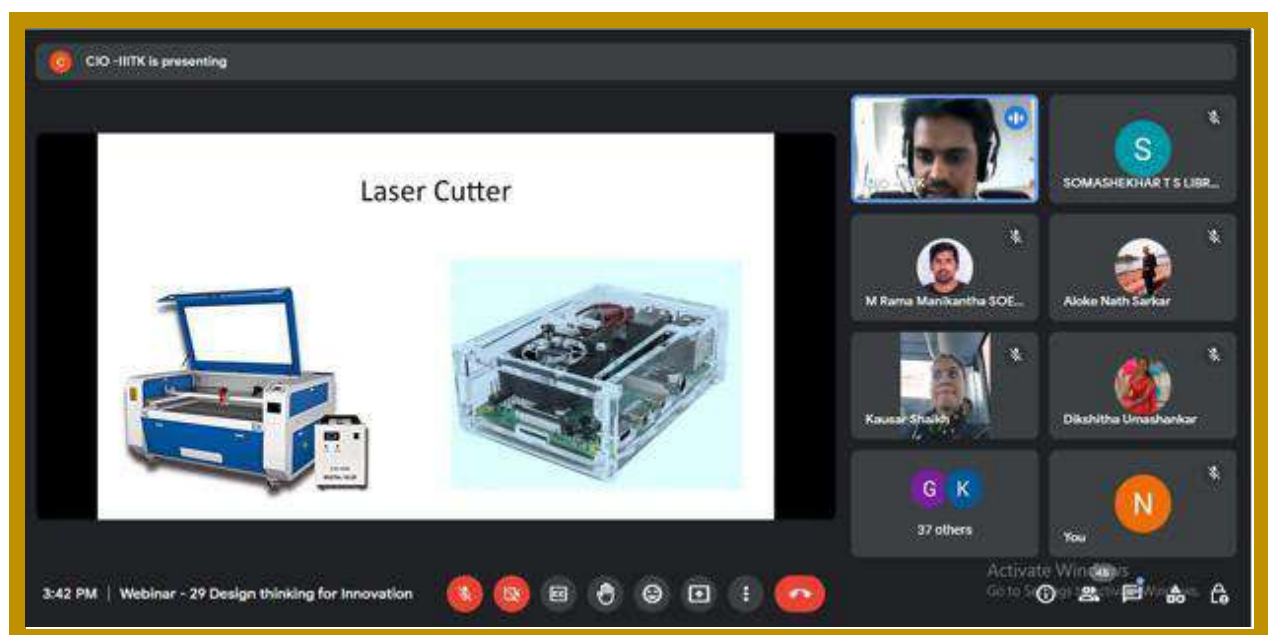 CIO -IIITK is presenting
Laser Cutter
S
SOMASHEKHAR T S LIBR...
M Rama Manikantha SOE...
Aloke Nath Sarkar
Kausar Shaikh
Dikshitha Umashankar
G K
37 others
N
You
Activate Windows
3:42 PM | Webinar - 29 Design thinking for Innovation
45